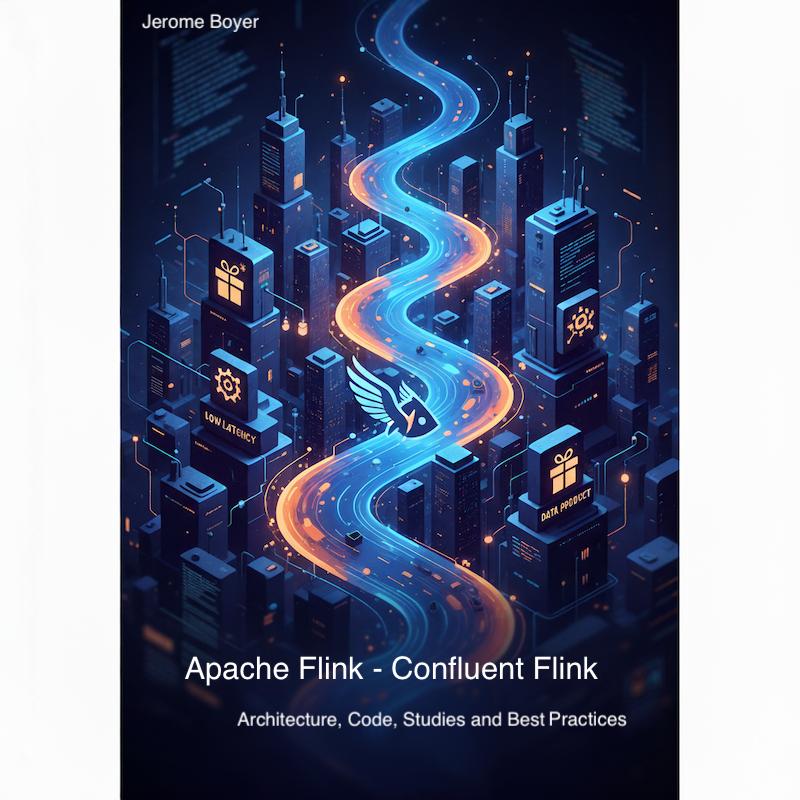 Jerome Boyer
LOW LATENCY
DATA PRODUCT
Apache Flink - Confluent Flink
Architecture, Code, Studies and Best Practices